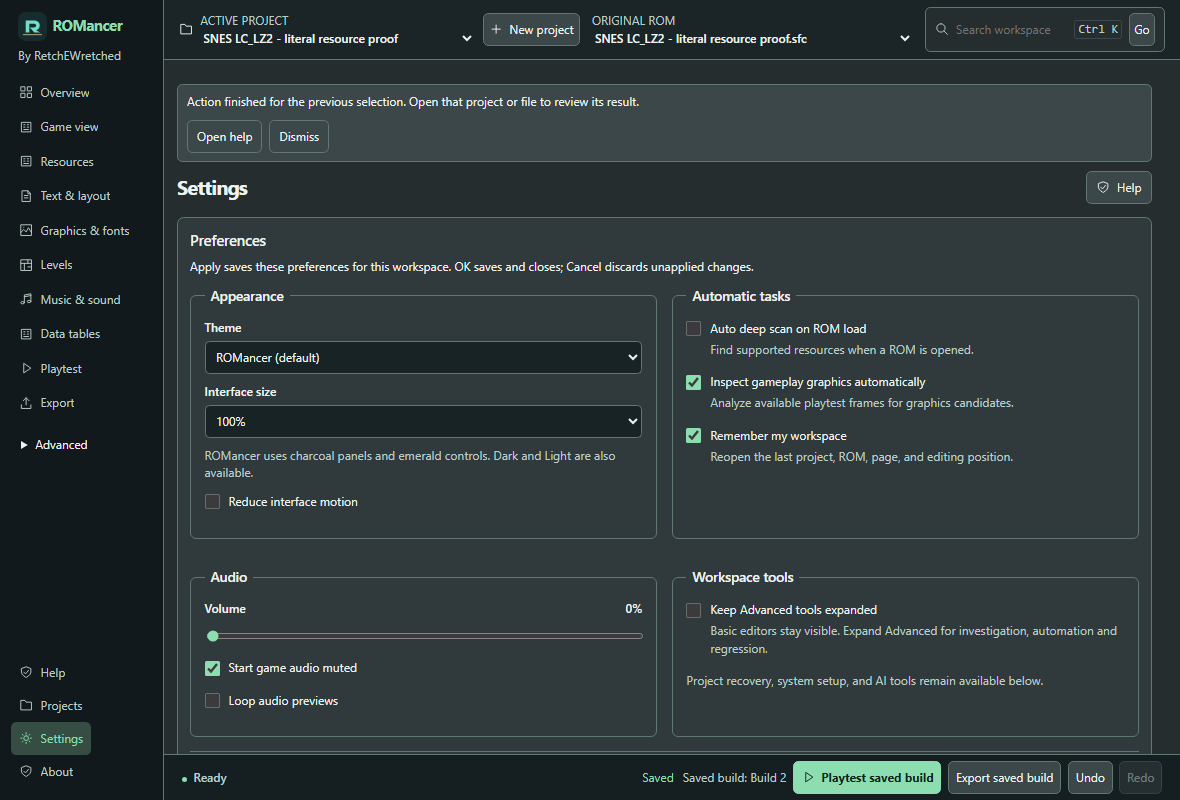 ROMancer
By RetchEWretched
Overview
Game view
Resources
Text & layout
Graphics & fonts
Levels
Music & sound
Data tables
Playtest
Export
Advanced
Help
Projects
Settings
About
ACTIVE PROJECT
SNES LC_LZ2 - literal resource proof
New project
ORIGINAL ROM
SNES LC_LZ2 - literal resource proof.sfc
Search workspace
Ctrl K
Go
Action finished for the previous selection. Open that project or file to review its result.
Open help
Dismiss
Settings
Help
Preferences
Apply saves these preferences for this workspace. OK saves and closes; Cancel discards unapplied changes.
Appearance
Theme
ROMancer (default)
Interface size
100%
ROMancer uses charcoal panels and emerald controls. Dark and Light are also
available.
Reduce interface motion
Automatic tasks
Auto deep scan on ROM load
Find supported resources when a ROM is opened.
Inspect gameplay graphics automatically
Analyze available playtest frames for graphics candidates.
Remember my workspace
Reopen the last project, ROM, page, and editing position.
Audio
Volume
0%
Start game audio muted
Loop audio previews
Workspace tools
Keep Advanced tools expanded
Basic editors stay visible. Expand Advanced for investigation, automation and
regression.
Project recovery, system setup, and AI tools remain available below.
Ready
Saved
Saved build: Build 2
Playtest saved build
Export saved build
Undo
Redo